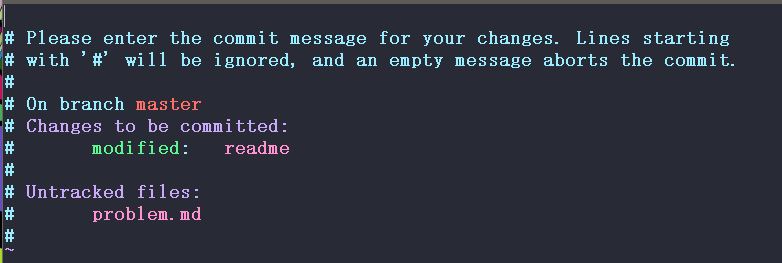 # Please enter the commit message for your changes. Lines starting
# with '#' will be ignored, and an empty message aborts the commit.
#
# On branch master
# Changes to be committed:
#       modified:   readme
#
# Untracked files:
#       problem.md
#
~